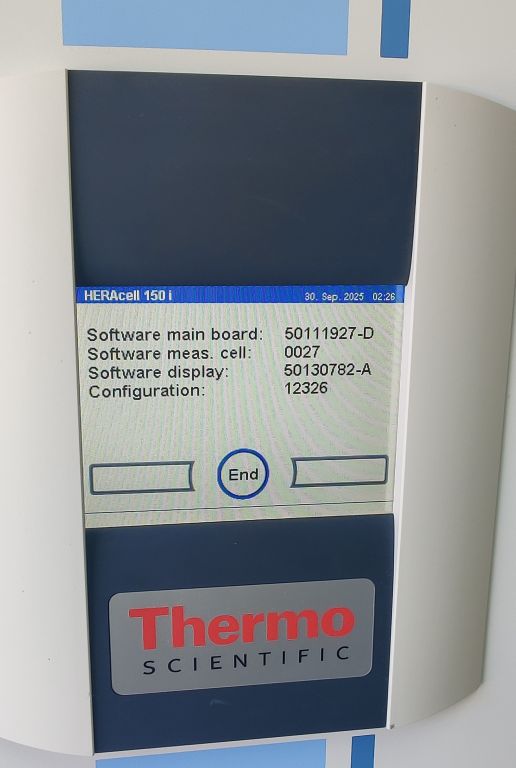 HERAcell 150 i 30. Sep. 2025 02:26
Software main board: 50111927-D
Software meas. cell: 0027
Software display: 50130782-A
Configuration: 12326
End
Thermo
SCIENTIFIC